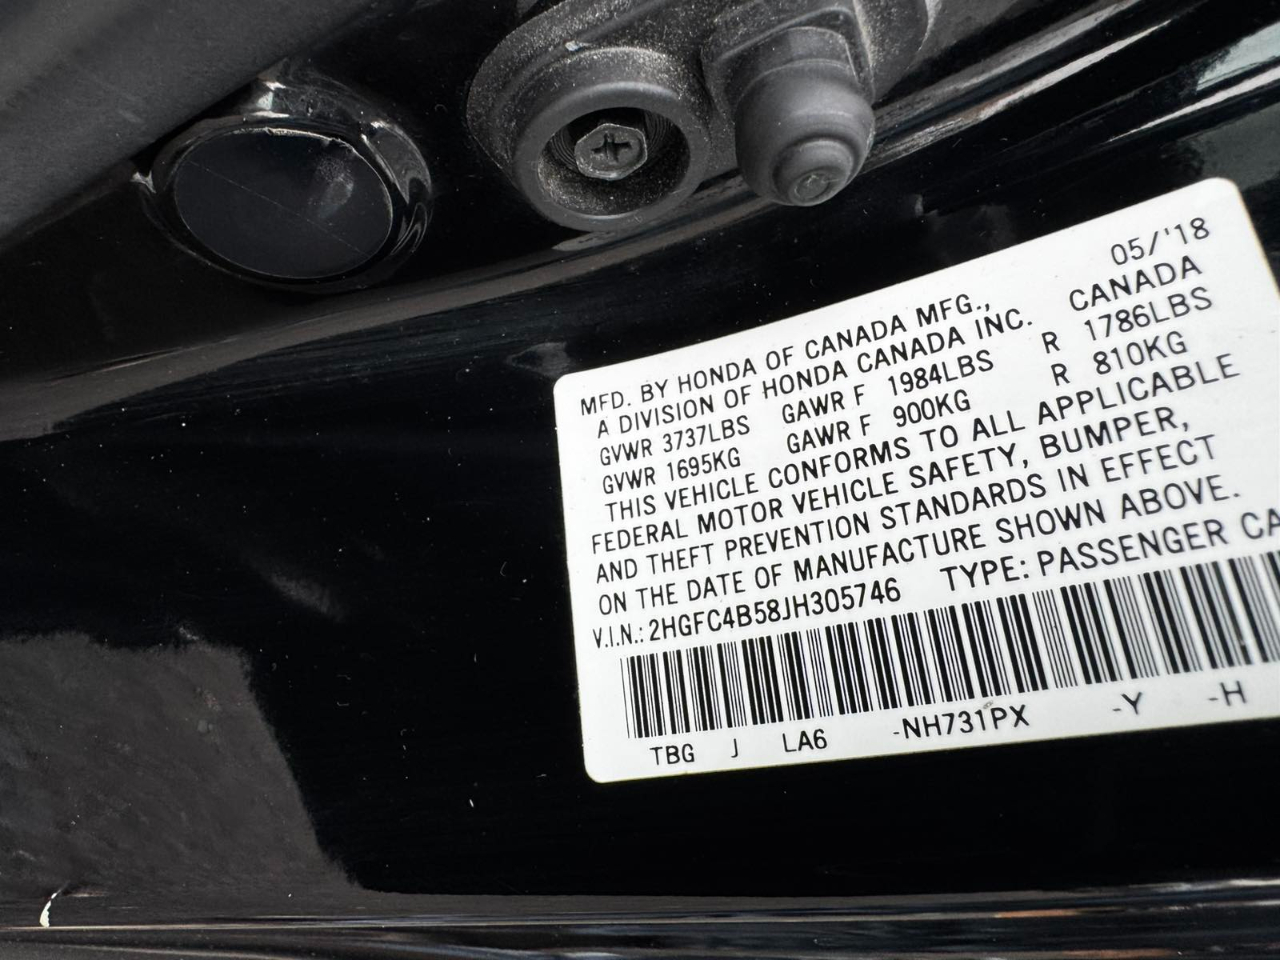 05/'18
MFD. BY HONDA OF CANADA MFG., CANADA
A DIVISION OF HONDA CANADA INC.
GVWR 3737LBS GAWR F 1984LBS R 1786LBS
GVWR 1695KG GAWR F 900KG R 810KG
THIS VEHICLE CONFORMS TO ALL APPLICABLE
FEDERAL MOTOR VEHICLE SAFETY, BUMPER,
AND THEFT PREVENTION STANDARDS IN EFFECT
ON THE DATE OF MANUFACTURE SHOWN ABOVE.
V.I.N.: 2HGFC4B58JH305746 TYPE: PASSENGER CA
TBG J LA6 -NH731PX -Y -H